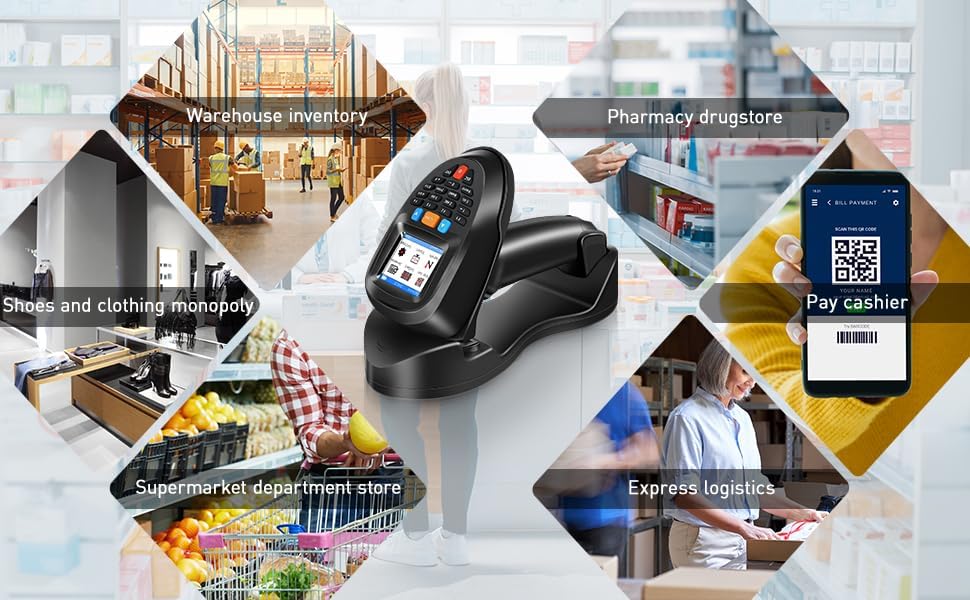 Warehouse inventory
Pharmacy drugstore
Shoes and clothing monopoly
BILL PAYMENT
SCAN THIS QR CODE
YOUR NAME
Pay cashier
Supermarket department store
Express logistics